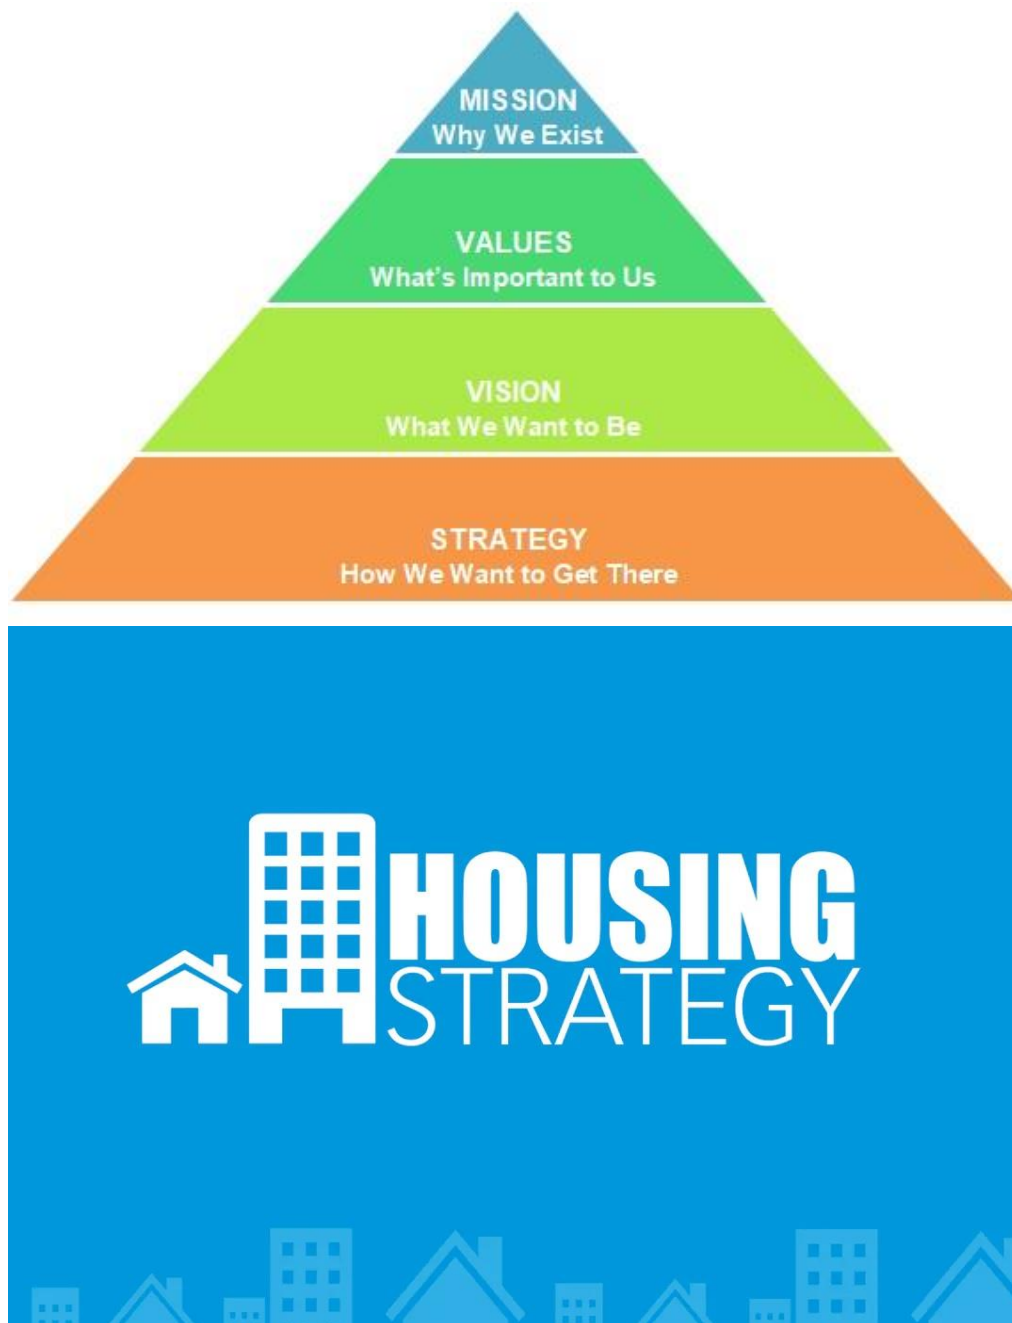 MISSION
Why We Exist
VALUES
What's Important to Us
VISION
What We Want to Be
STRATEGY
How We Want to Get There
HOUSING
STRATEGY